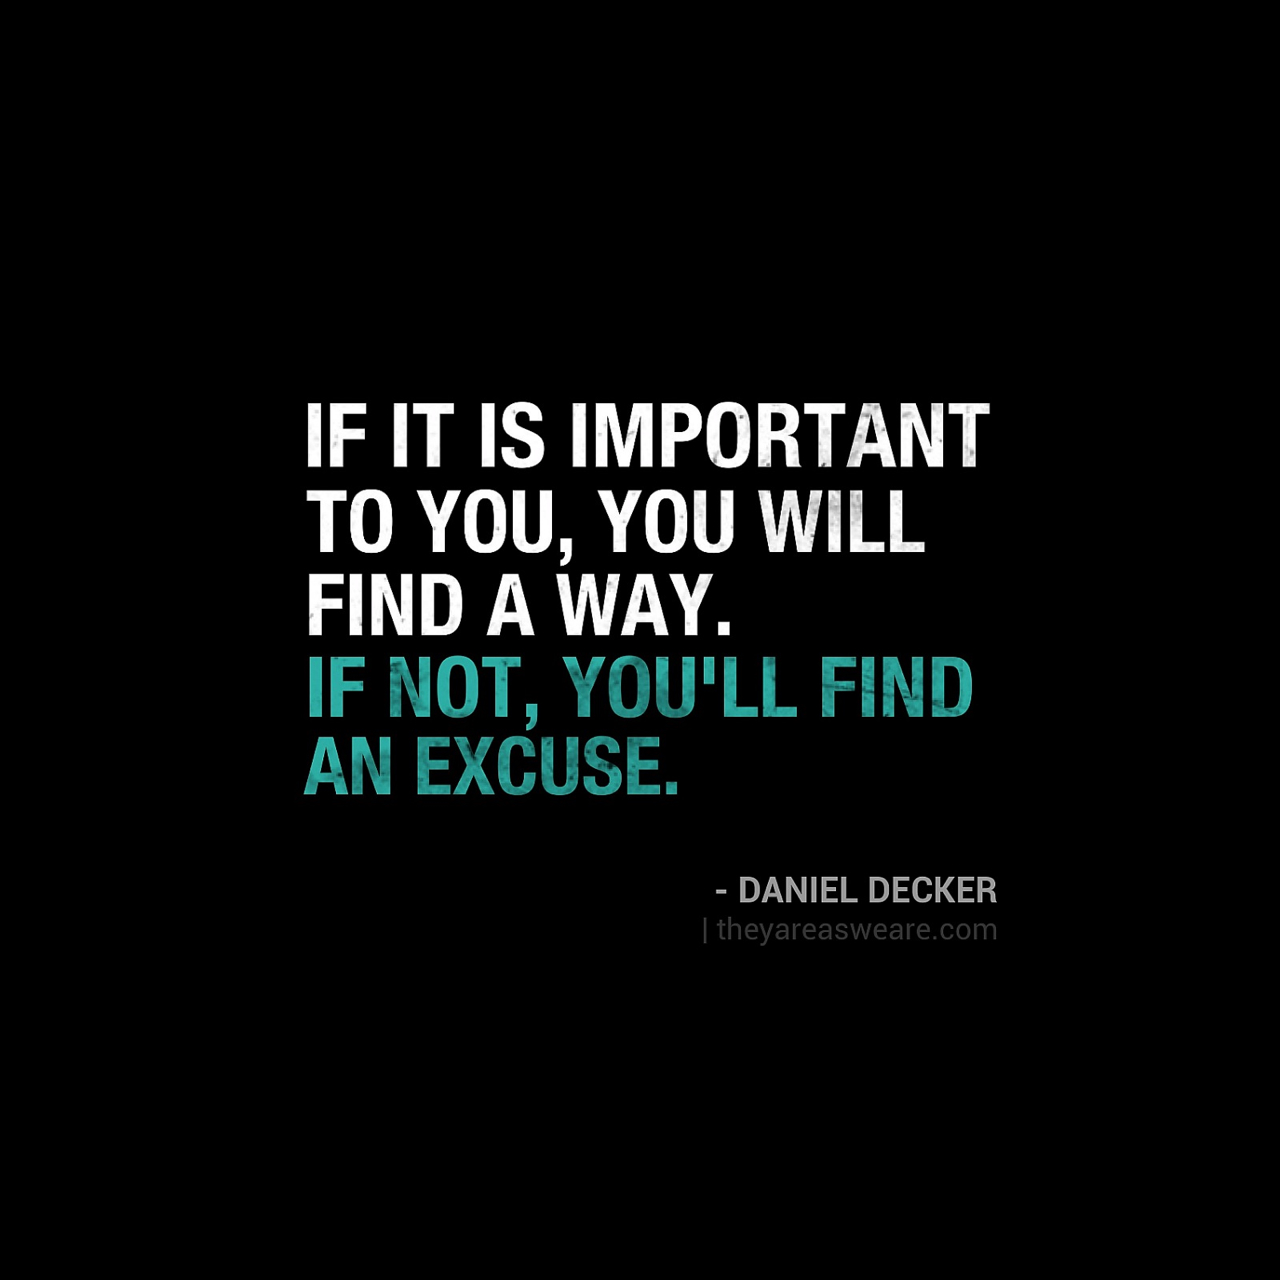 IF IT IS IMPORTANT
TO YOU, YOU WILL
FIND A WAY.
IF NOT, YOU'LL FIND
AN EXCUSE.
- DANIEL DECKER
| theyareasweare.com